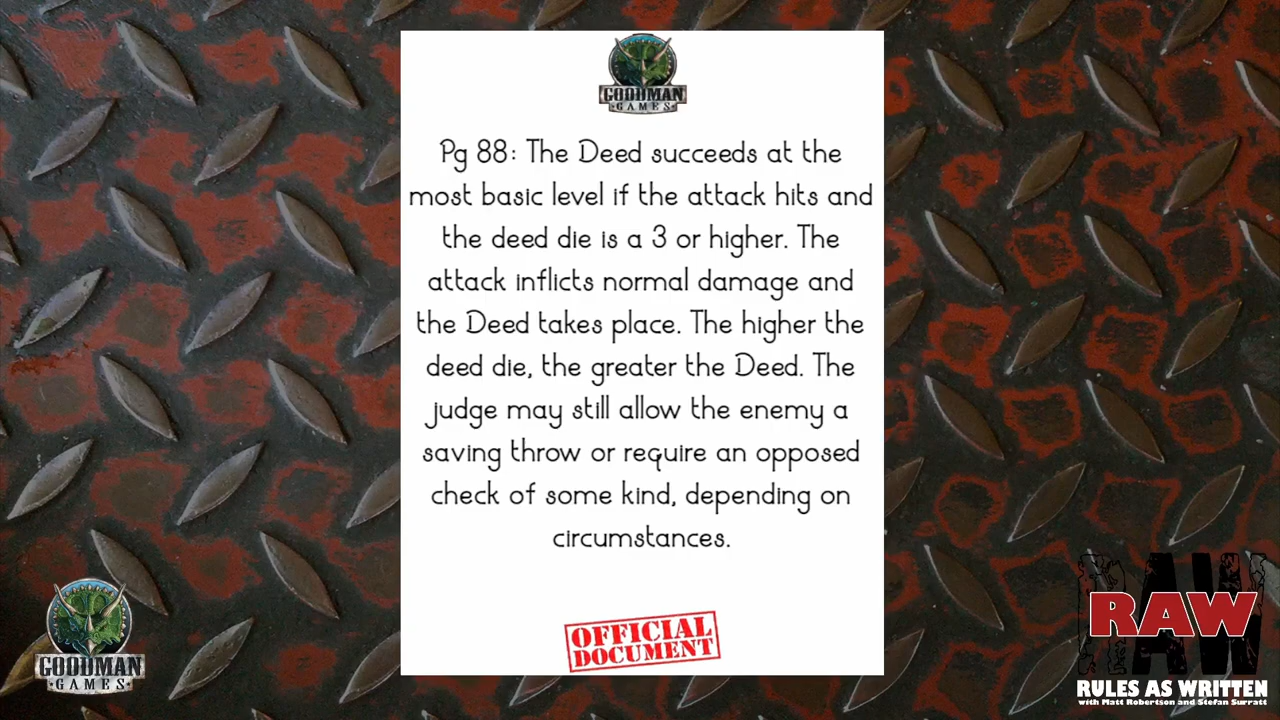 GOODMAN
GAMES
Pg 88: The Deed succeeds at the
most basic level if the attack hits and
the deed die is a 3 or higher. The
attack inflicts normal damage and
the Deed takes place. The higher the
deed die, the greater the Deed. The
judge may still allow the enemy a
saving throw or require an opposed
check of some kind, depending on
circumstances.
OFFICIAL
DOCUMENT
GOODMAN
GAMES
RAW
RAW
RULES AS WRITTEN
with Matt Robertson and Stefan Surratt